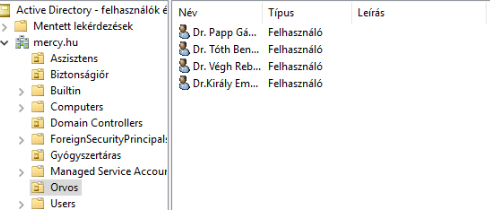 Active Directory - felhasználók é
Mentett lekérdezések
mercy.hu
Asszisztens
Biztonságiőr
Builtin
Computers
Domain Controllers
ForeignSecurityPrincipals
Gyógyszertáras
Managed Service Accour
Orvos
Users
Név Típus Leírás
Dr. Papp Gá... Felhasználó
Dr. Tóth Ben... Felhasználó
Dr. Végh Reb... Felhasználó
Dr.Király Em... Felhasználó